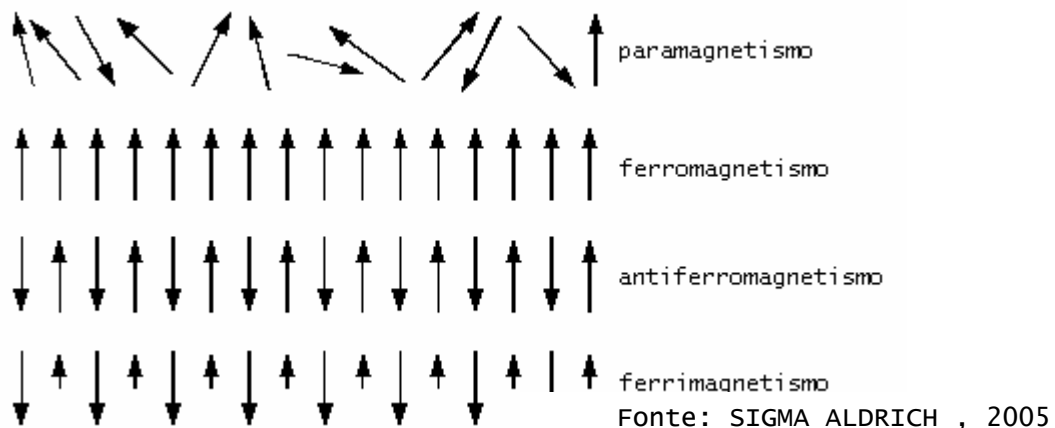 paramagnetismo
ferromagnetismo
antiferromagnetismo
ferrimagnetismo
Fonte: SIGMA ALDRICH , 2005